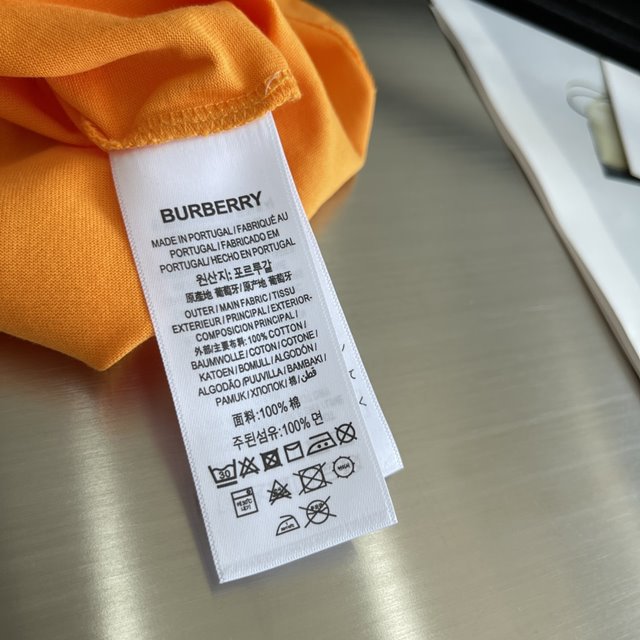 BURBERRY
MADE IN PORTUGAL / FABRIQUÉ AU
PORTUGAL / FABRICADO EM
PORTUGAL / HECHO EN PORTUGAL
원산지: 포르투갈
原產地 葡萄牙 / 原产地 葡萄牙
OUTER / MAIN FABRIC / TISSU
EXTERIEUR / PRINCIPAL / EXTERIOR-
COMPOSICION PRINCIPAL /
外部/主要布料: 100% COTTON /
BAUMWOLLE / COTON / COTONE /
KATOEN / BOMULL / ALGODÓN /
ALGODÃO / PUUVILLA / BAMBAKI /
PAMUK / ХЛОПОК / 棉 / قطن
面料:100% 棉
주된섬유:100% 면
30